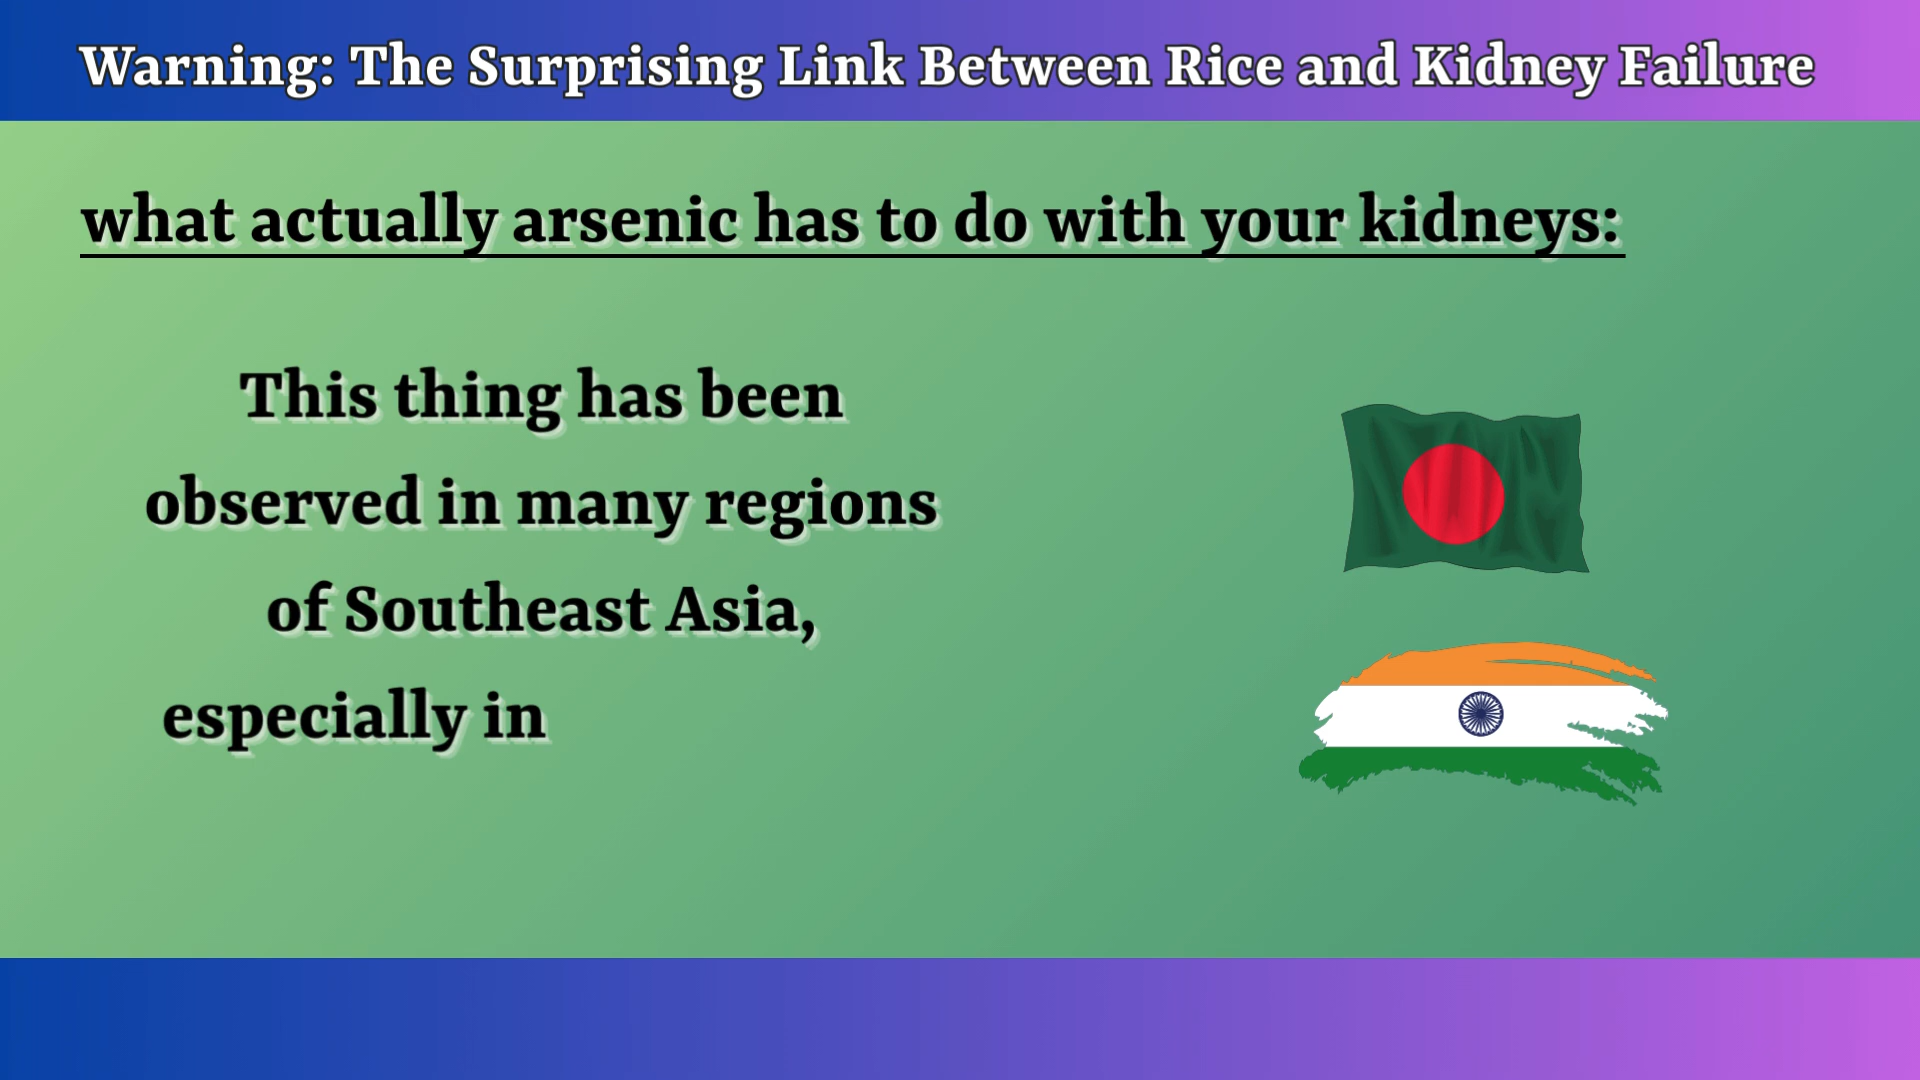 Warning: The Surprising Link Between Rice and Kidney Failure
what actually arsenic has to do with your kidneys:
This thing has been
observed in many regions
of Southeast Asia,
especially in